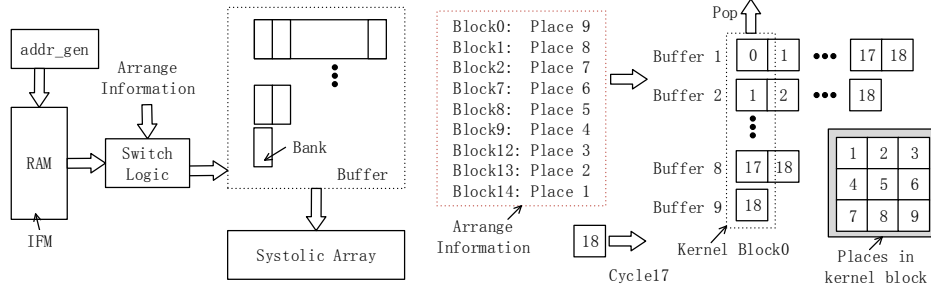 addr_gen
Arrange
Information
RAM
Switch
Logic
IFM
Bank
Buffer
Systolic Array
Block0: Place 9
Block1: Place 8
Block2: Place 7
Block7: Place 6
Block8: Place 5
Block9: Place 4
Block12: Place 3
Block13: Place 2
Block14: Place 1
Arrange
Information
18
Cycle17
Pop
Buffer 1 0 1 17 18
Buffer 2 1 2 18
Buffer 8 17 18
Buffer 9 18
Kernel Block0
1 2 3
4 5 6
7 8 9
Places in
kernel block